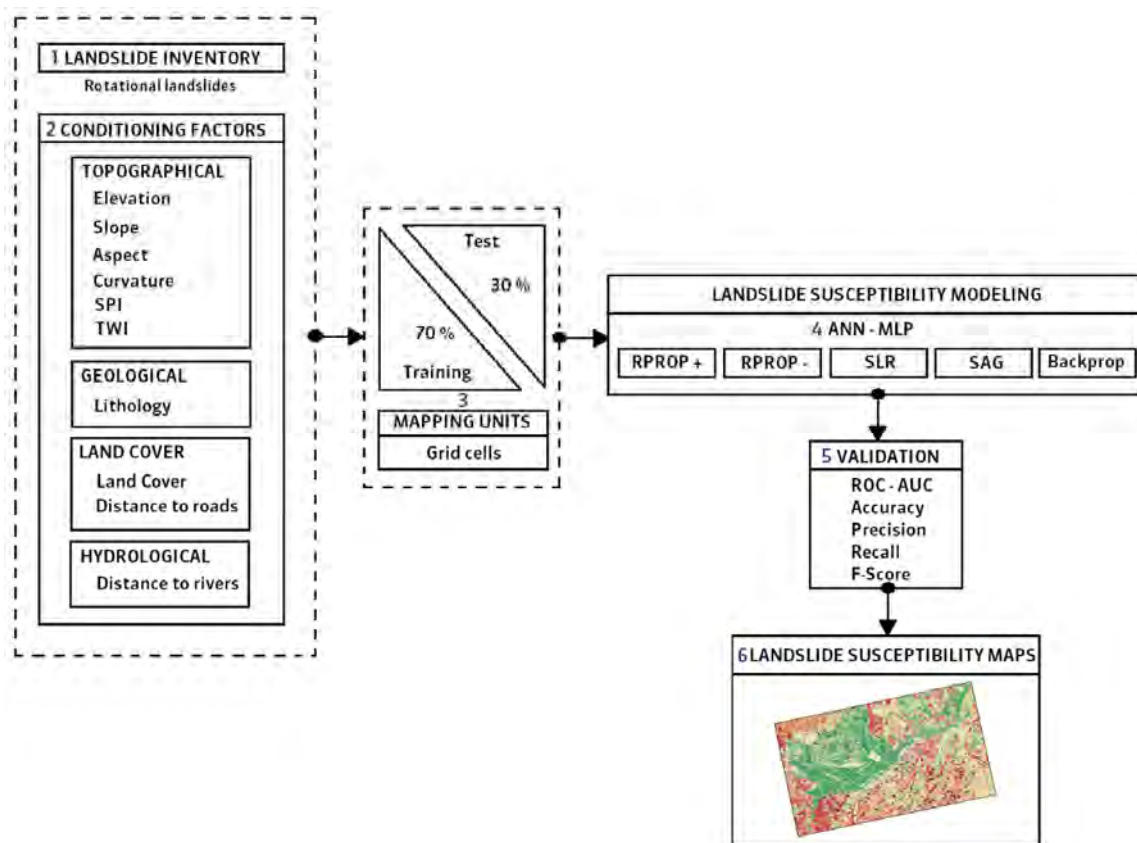 1 LANDSLIDE INVENTORY
Rotational landslides
2 CONDITIONING FACTORS
TOPOGRAPHICAL
Elevation
Slope
Aspect
Curvature
SPI
TWI
GEOLOGICAL
Lithology
LAND COVER
Land Cover
Distance to roads
HYDROLOGICAL
Distance to rivers
Test
30 %
70 %
Training
3
MAPPING UNITS
Grid cells
LANDSLIDE SUSCEPTIBILITY MODELING
4 ANN - MLP
RPROP +
RPROP -
SLR
SAG
Backprop
5 VALIDATION
ROC - AUC
Accuracy
Precision
Recall
F-Score
6 LANDSLIDE SUSCEPTIBILITY MAPS